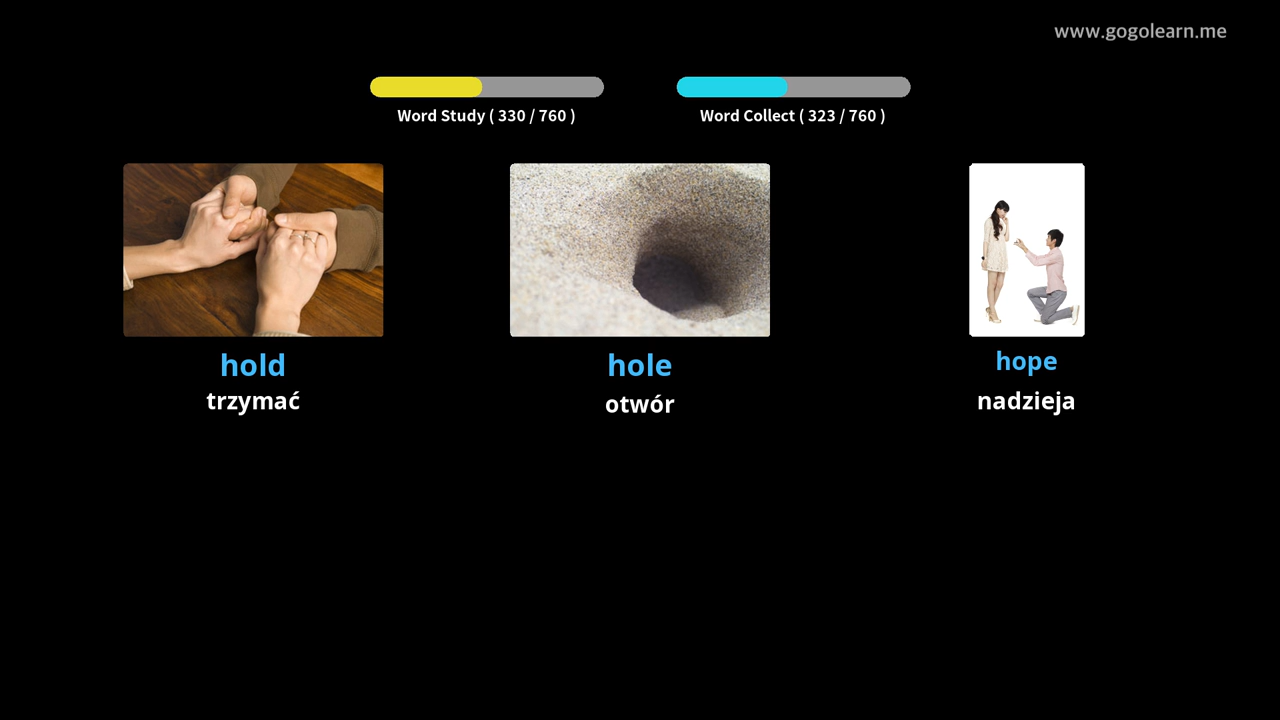 www.gogolearn.me
Word Study ( 330 / 760 )
Word Collect ( 323 / 760 )
hold
trzymać
hole
otwór
hope
nadzieja